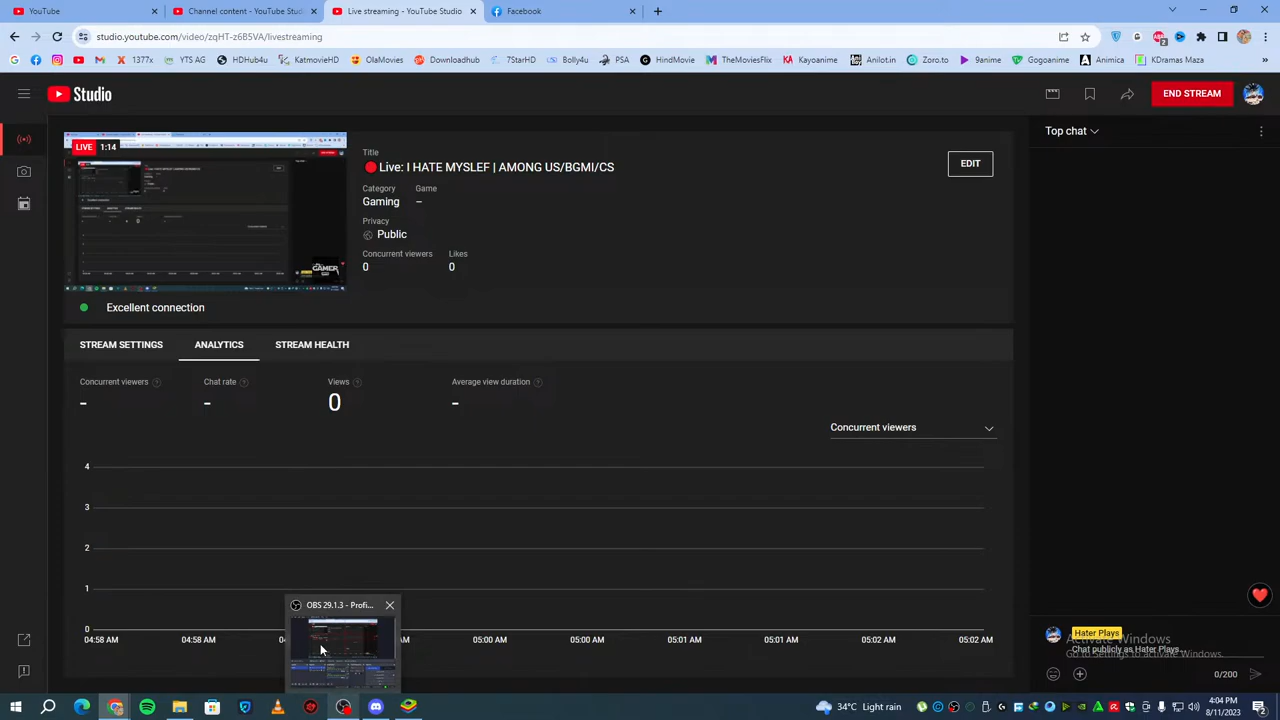 YouTube
Channel content - YouTube Studio
Live streaming - YouTube Studio
Facebook
studio.youtube.com/video/zqHT-z6B5VA/livestreaming
1377x
YTS AG
HDHub4u
OlaMovies
Downloadhub
7StarHD
Bolly4u
PSA
HindMovie
TheMoviesFlix
Kayoanime
Anilot.in
Zoro.to
9anime
Gogoanime
Animica
KDramas Maza
Studio
END STREAM
LIVE 1:14
Title
Live: I HATE MYSLEF | AMONG US/BGMI/CS
EDIT
Category
Game
Gaming
–
Privacy
Public
Concurrent viewers
Likes
0
0
op chat
Excellent connection
STREAM SETTINGS
ANALYTICS
STREAM HEALTH
Concurrent viewers
Chat rate
Views
Average view duration
-
-
0
-
Concurrent viewers
4
3
2
1
0
OBS 29.1.3 - Profi...
04:58 AM
04:58 AM
05:00 AM
05:00 AM
05:01 AM
05:02 AM
05:02 AM
Hater Plays
Activate Windows
Chat publicly as Hater Plays
Go to Settings to activate Windows.
34°C Light rain
4:04 PM
8/11/2023